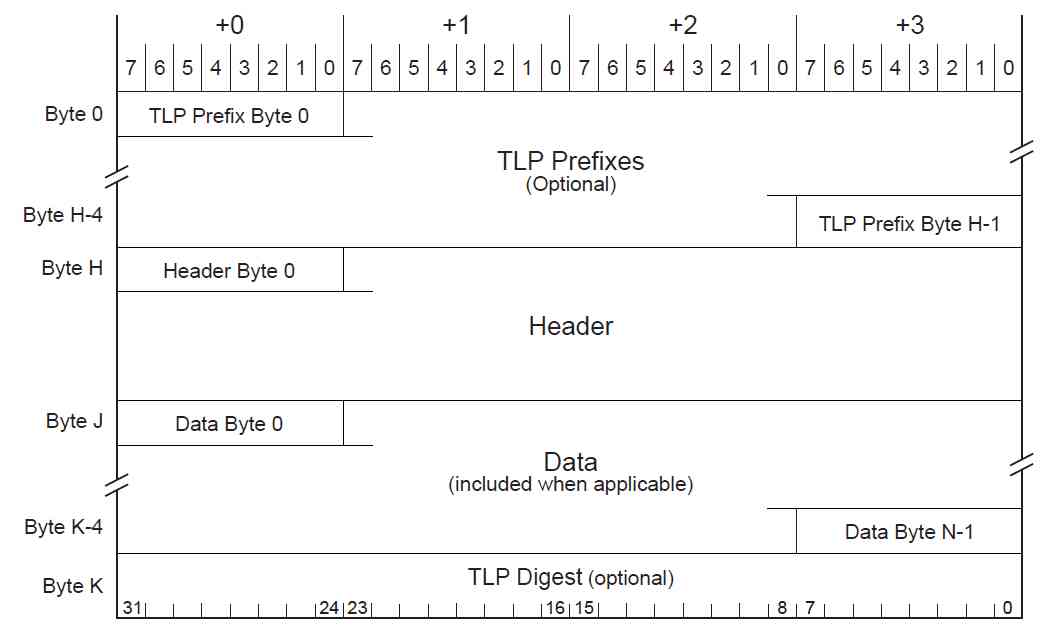 +0 +1 +2 +3
7 6 5 4 3 2 1 0 7 6 5 4 3 2 1 0 7 6 5 4 3 2 1 0 7 6 5 4 3 2 1 0
Byte 0 TLP Prefix Byte 0
TLP Prefixes
(Optional)
Byte H-4 TLP Prefix Byte H-1
Byte H Header Byte 0
Header
Byte J Data Byte 0
Data
(included when applicable)
Byte K-4 Data Byte N-1
Byte K TLP Digest (optional)
31 24 23 16 15 8 7 0